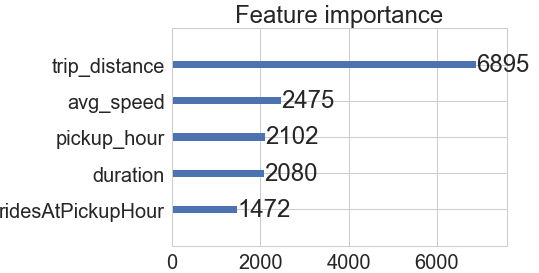 Feature importance
trip_distance
6895
avg_speed
2475
pickup_hour
2102
duration
2080
ridesAtPickupHour
1472
0 2000 4000 6000